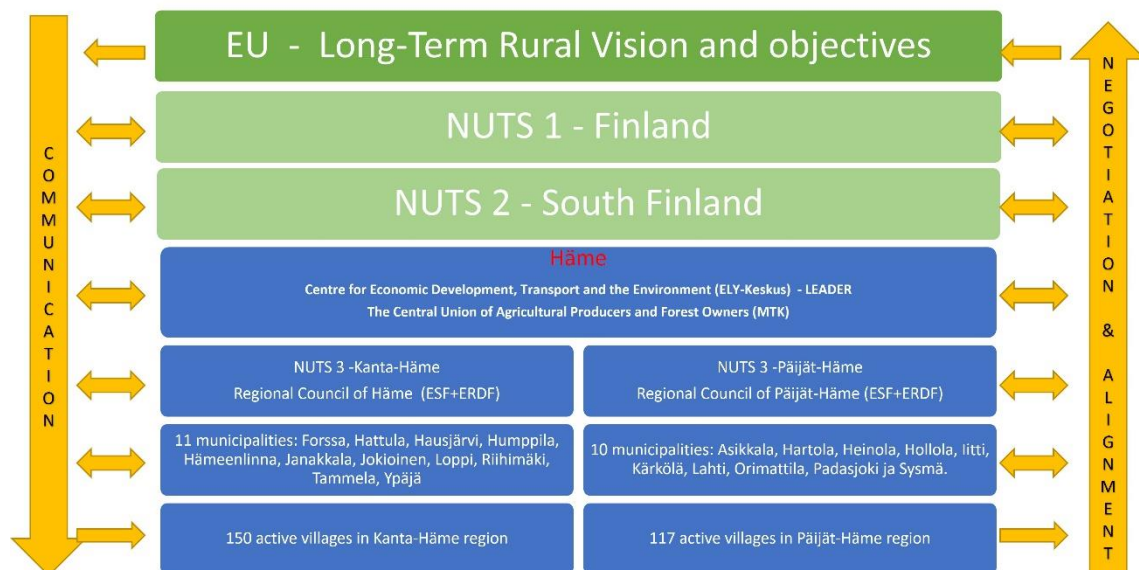 EU - Long-Term Rural Vision and objectives
NUTS 1 - Finland
NUTS 2 - South Finland
Häme
Centre for Economic Development, Transport and the Environment (ELY-Keskus) - LEADER
The Central Union of Agricultural Producers and Forest Owners (MTK)
NUTS 3 -Kanta-Häme
Regional Council of Häme (ESF+ERDF)
NUTS 3 -Päijät-Häme
Regional Council of Päijät-Häme (ESF+ERDF)
11 municipalities: Forssa, Hattula, Hausjärvi, Humppila,
Hämeenlinna, Janakkala, Jokioinen, Loppi, Riihimäki,
Tammela, Ypäjä
10 municipalities: Asikkala, Hartola, Heinola, Hollola, Iitti,
Kärkölä, Lahti, Orimattila, Padasjoki ja Sysmä.
150 active villages in Kanta-Häme region
117 active villages in Päijät-Häme region
COMMUNICATION
NEGOTIATION & ALIGNMENT